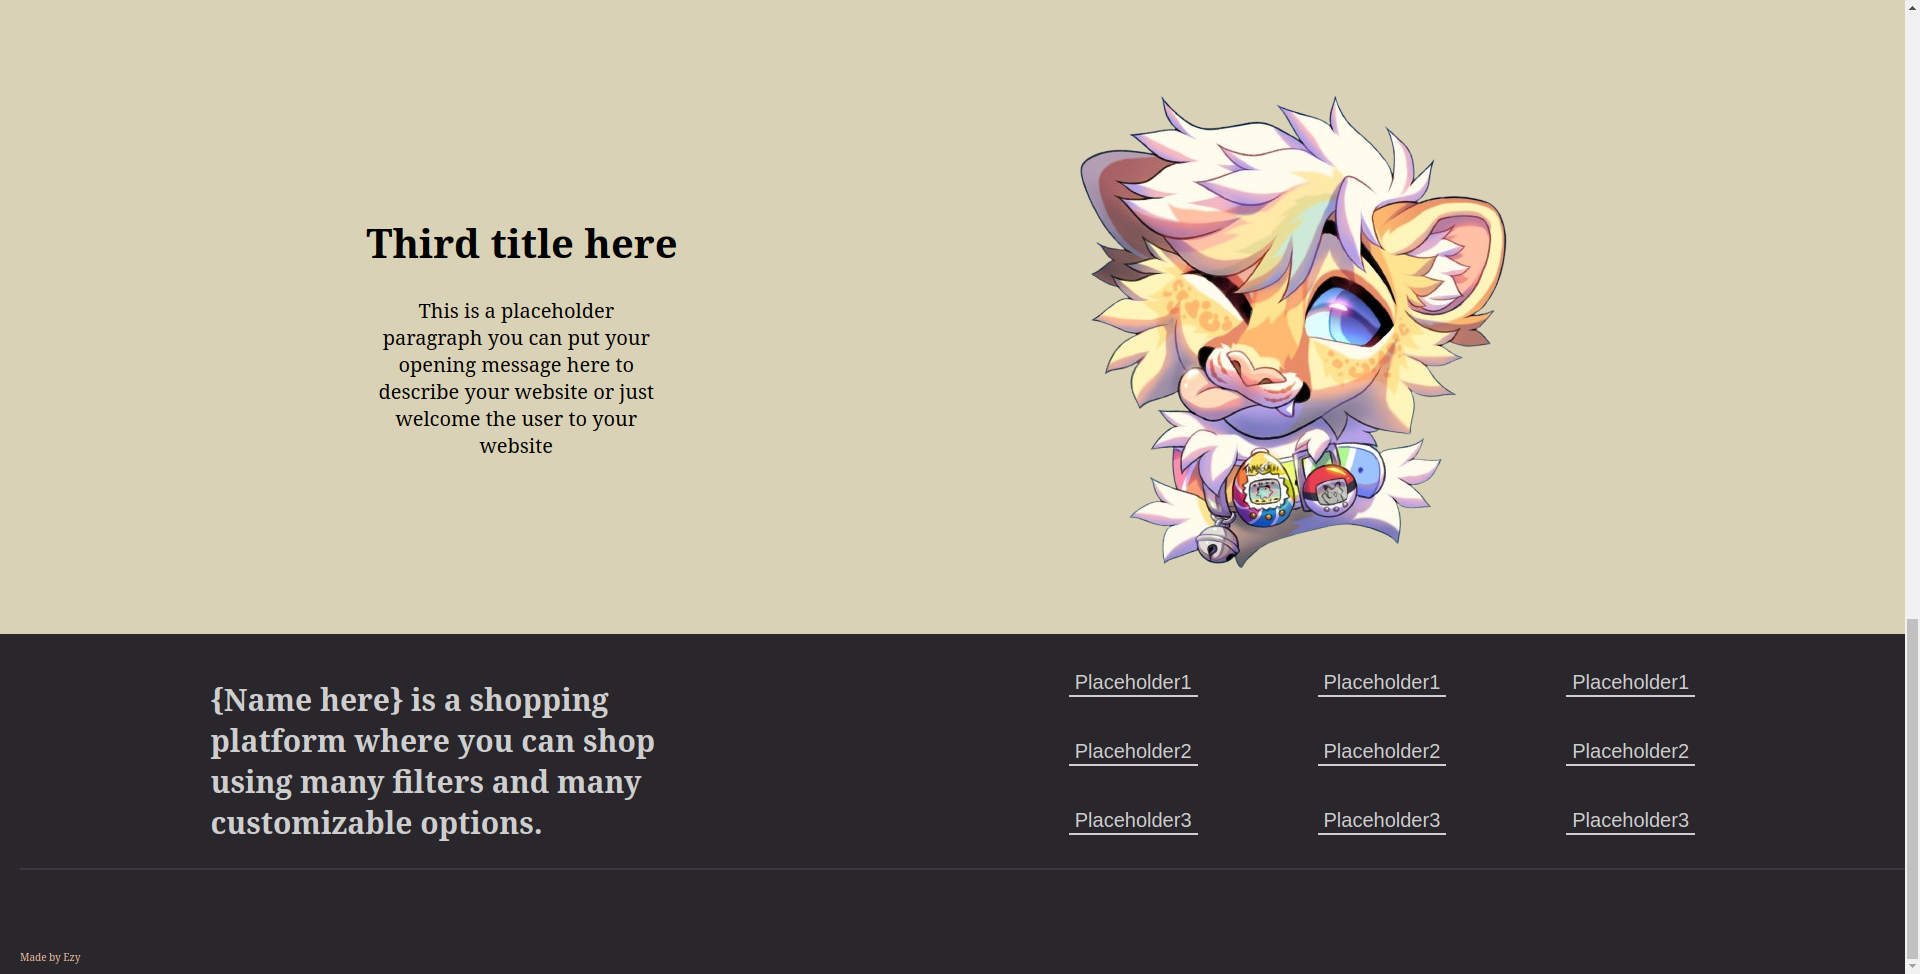 Third title here
This is a placeholder
paragraph you can put your
opening message here to
describe your website or just
welcome the user to your
website
{Name here} is a shopping
platform where you can shop
using many filters and many
customizable options.
Placeholder1 Placeholder1 Placeholder1
Placeholder2 Placeholder2 Placeholder2
Placeholder3 Placeholder3 Placeholder3
Made by Ezy